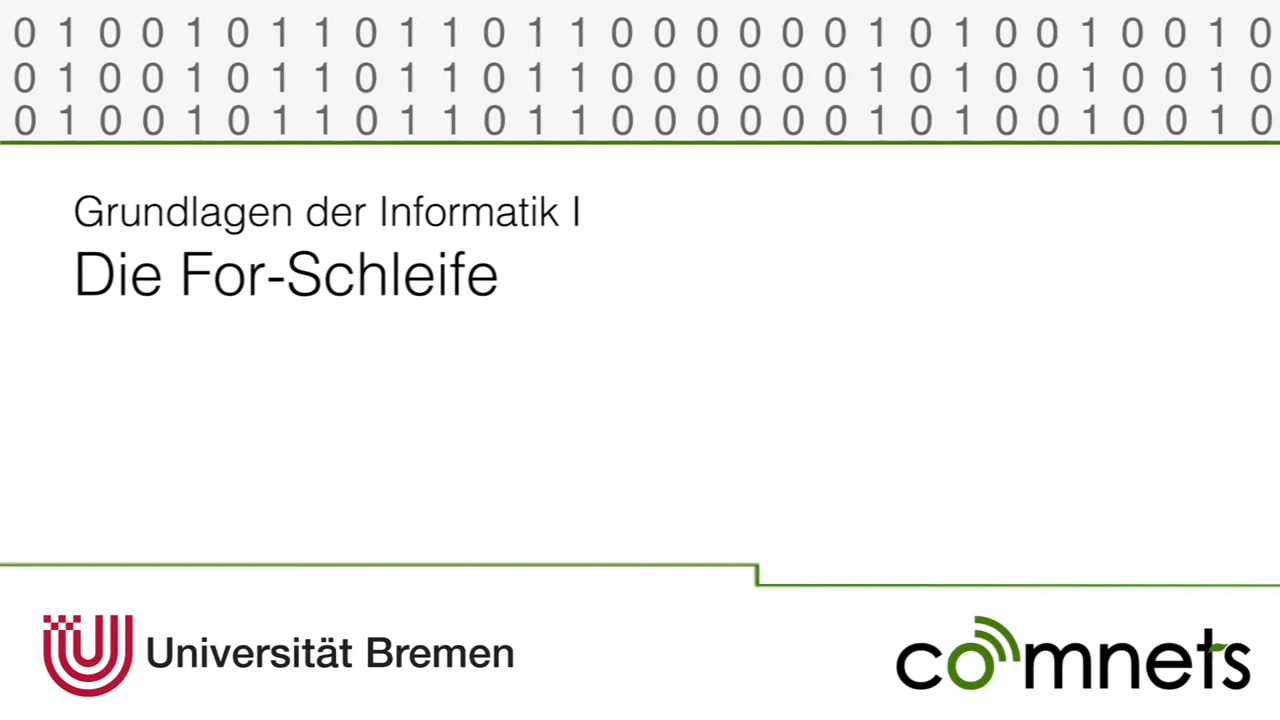 0 1 0 0 1 0 1 1 0 1 1 0 1 1 0 0 0 0 0 0 1 0 1 0 0 1 0 0 1 0
0 1 0 0 1 0 1 1 0 1 1 0 1 1 0 0 0 0 0 0 1 0 1 0 0 1 0 0 1 0
0 1 0 0 1 0 1 1 0 1 1 0 1 1 0 0 0 0 0 0 1 0 1 0 0 1 0 0 1 0
Grundlagen der Informatik I
Die For-Schleife
Universität Bremen
comnets